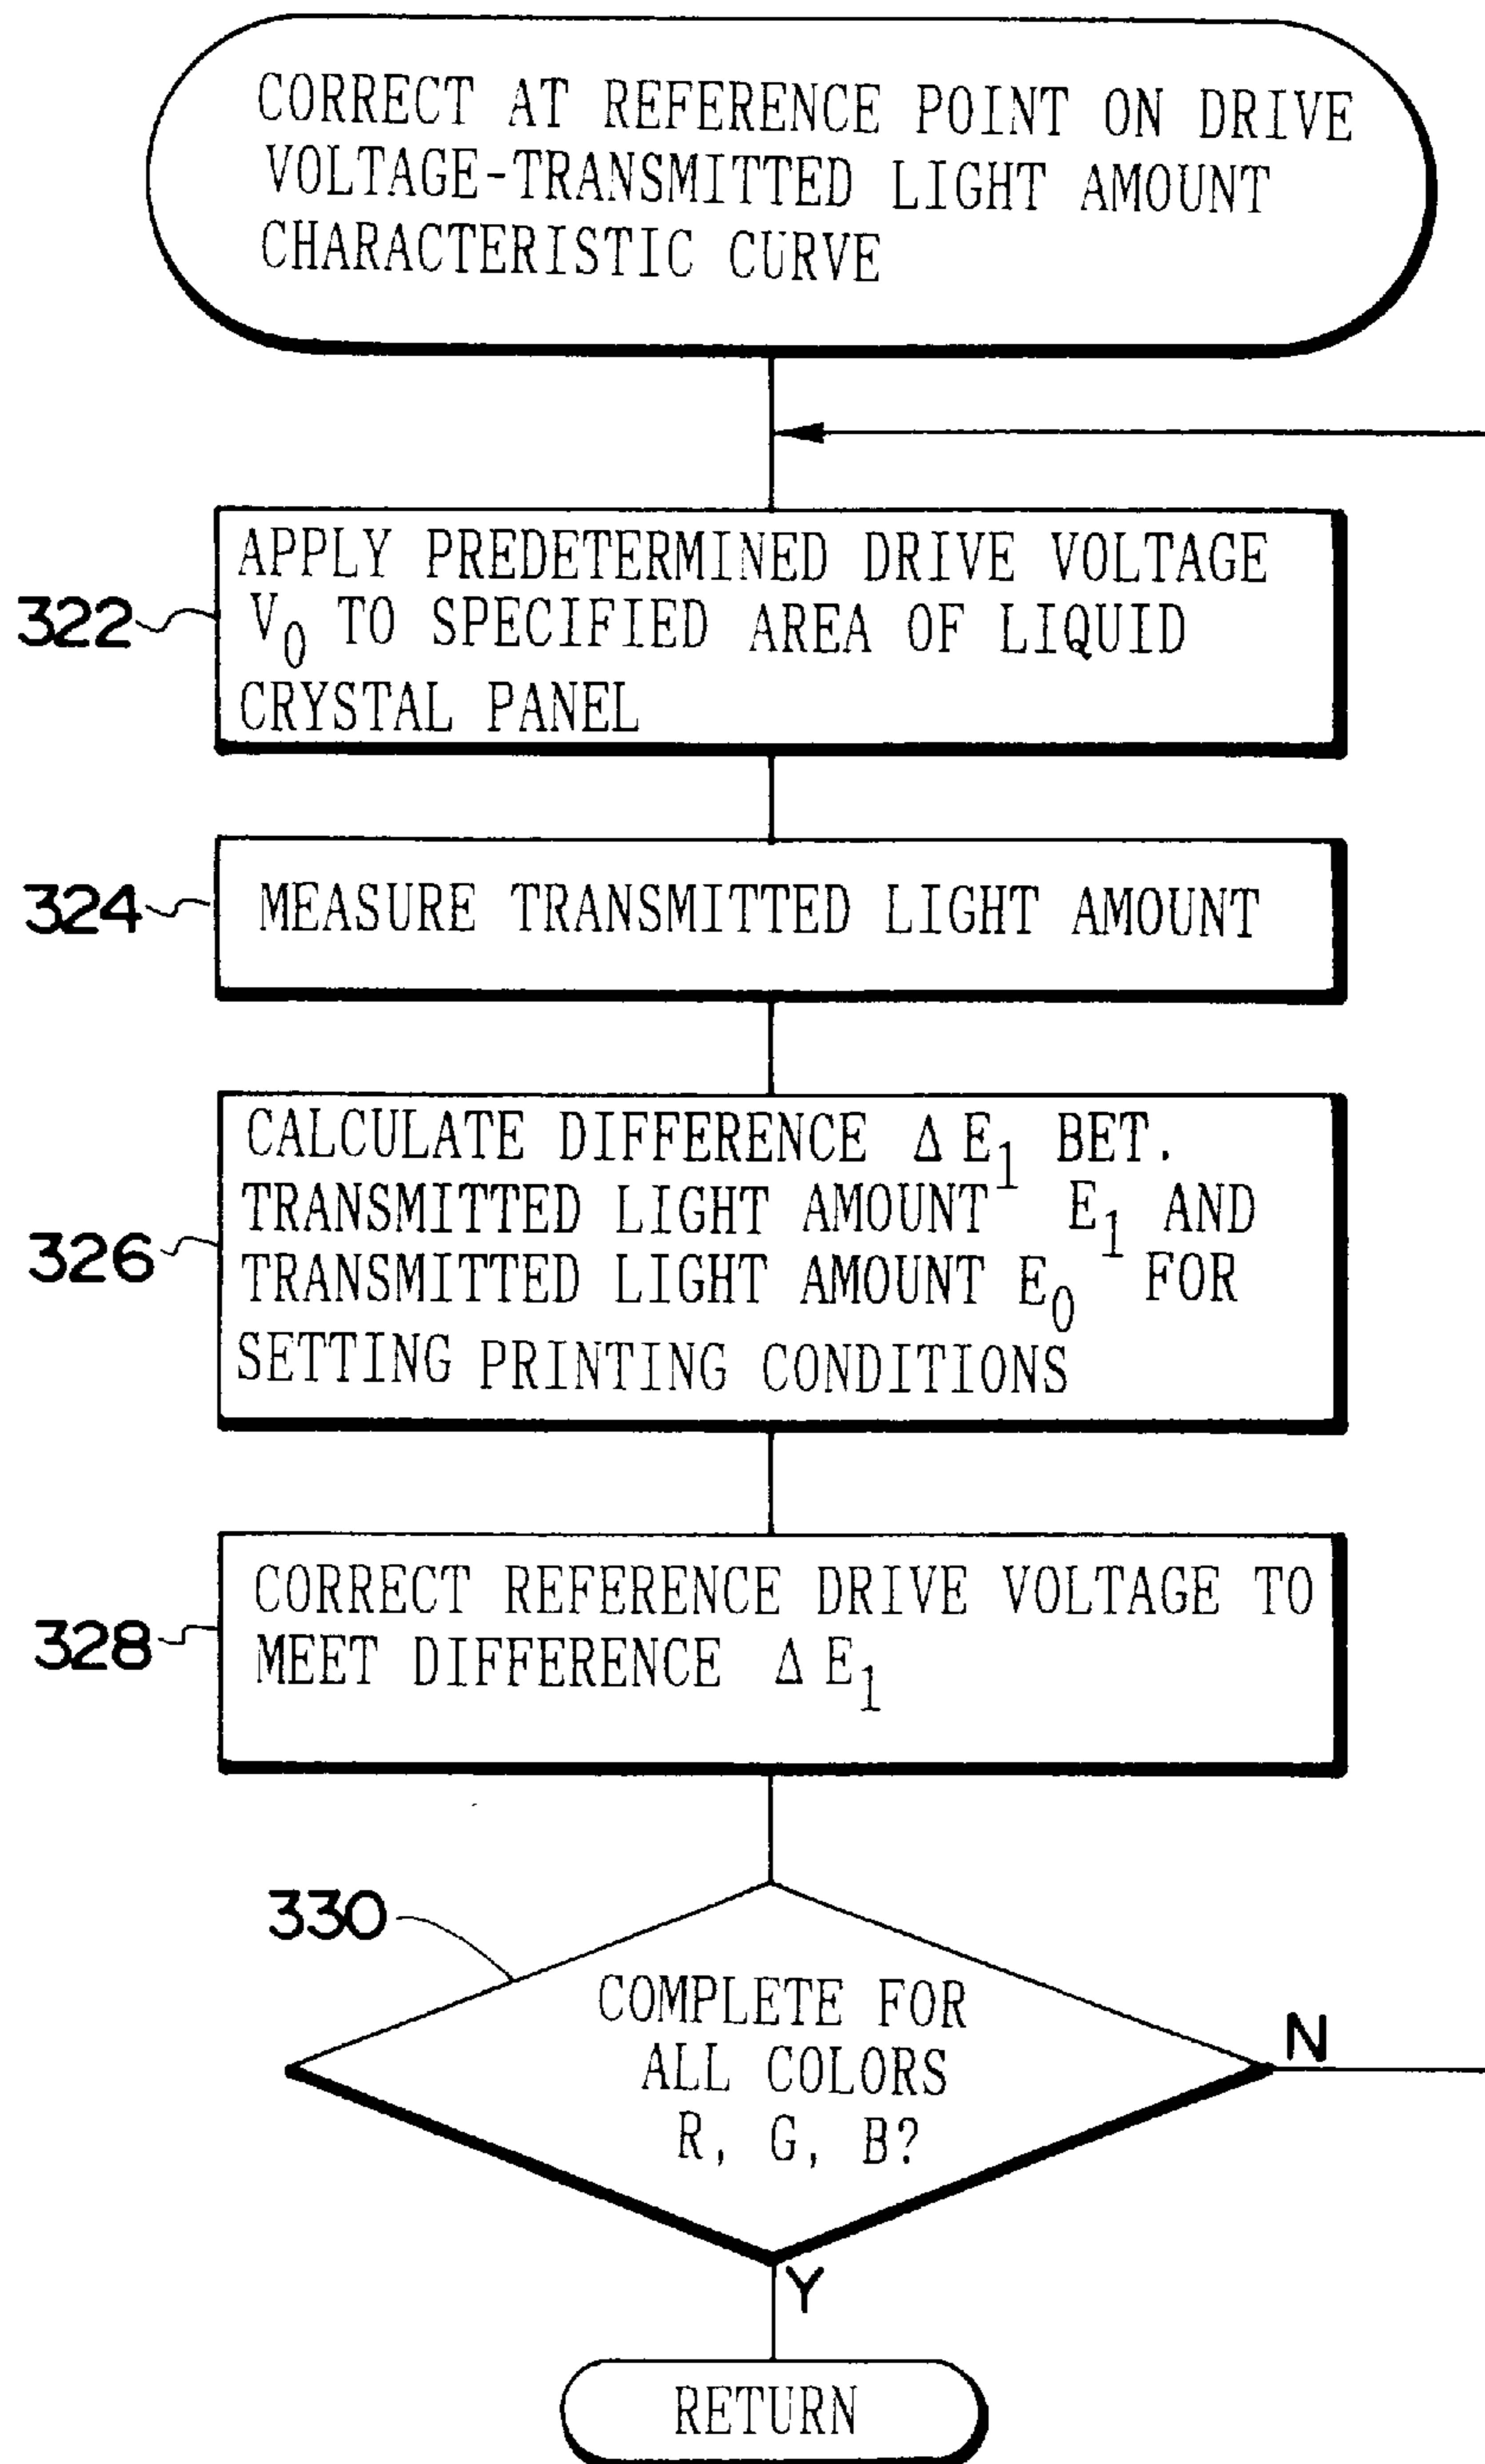 CORRECT AT REFERENCE POINT ON DRIVE
VOLTAGE-TRANSMITTED LIGHT AMOUNT
CHARACTERISTIC CURVE
322
APPLY PREDETERMINED DRIVE VOLTAGE
V₀ TO SPECIFIED AREA OF LIQUID
CRYSTAL PANEL
324
MEASURE TRANSMITTED LIGHT AMOUNT
326
CALCULATE DIFFERENCE Δ E₁ BET.
TRANSMITTED LIGHT AMOUNT E₁ AND
TRANSMITTED LIGHT AMOUNT E₀ FOR
SETTING PRINTING CONDITIONS
328
CORRECT REFERENCE DRIVE VOLTAGE TO
MEET DIFFERENCE Δ E₁
330
COMPLETE FOR
ALL COLORS
R, G, B?
N
Y
RETURN